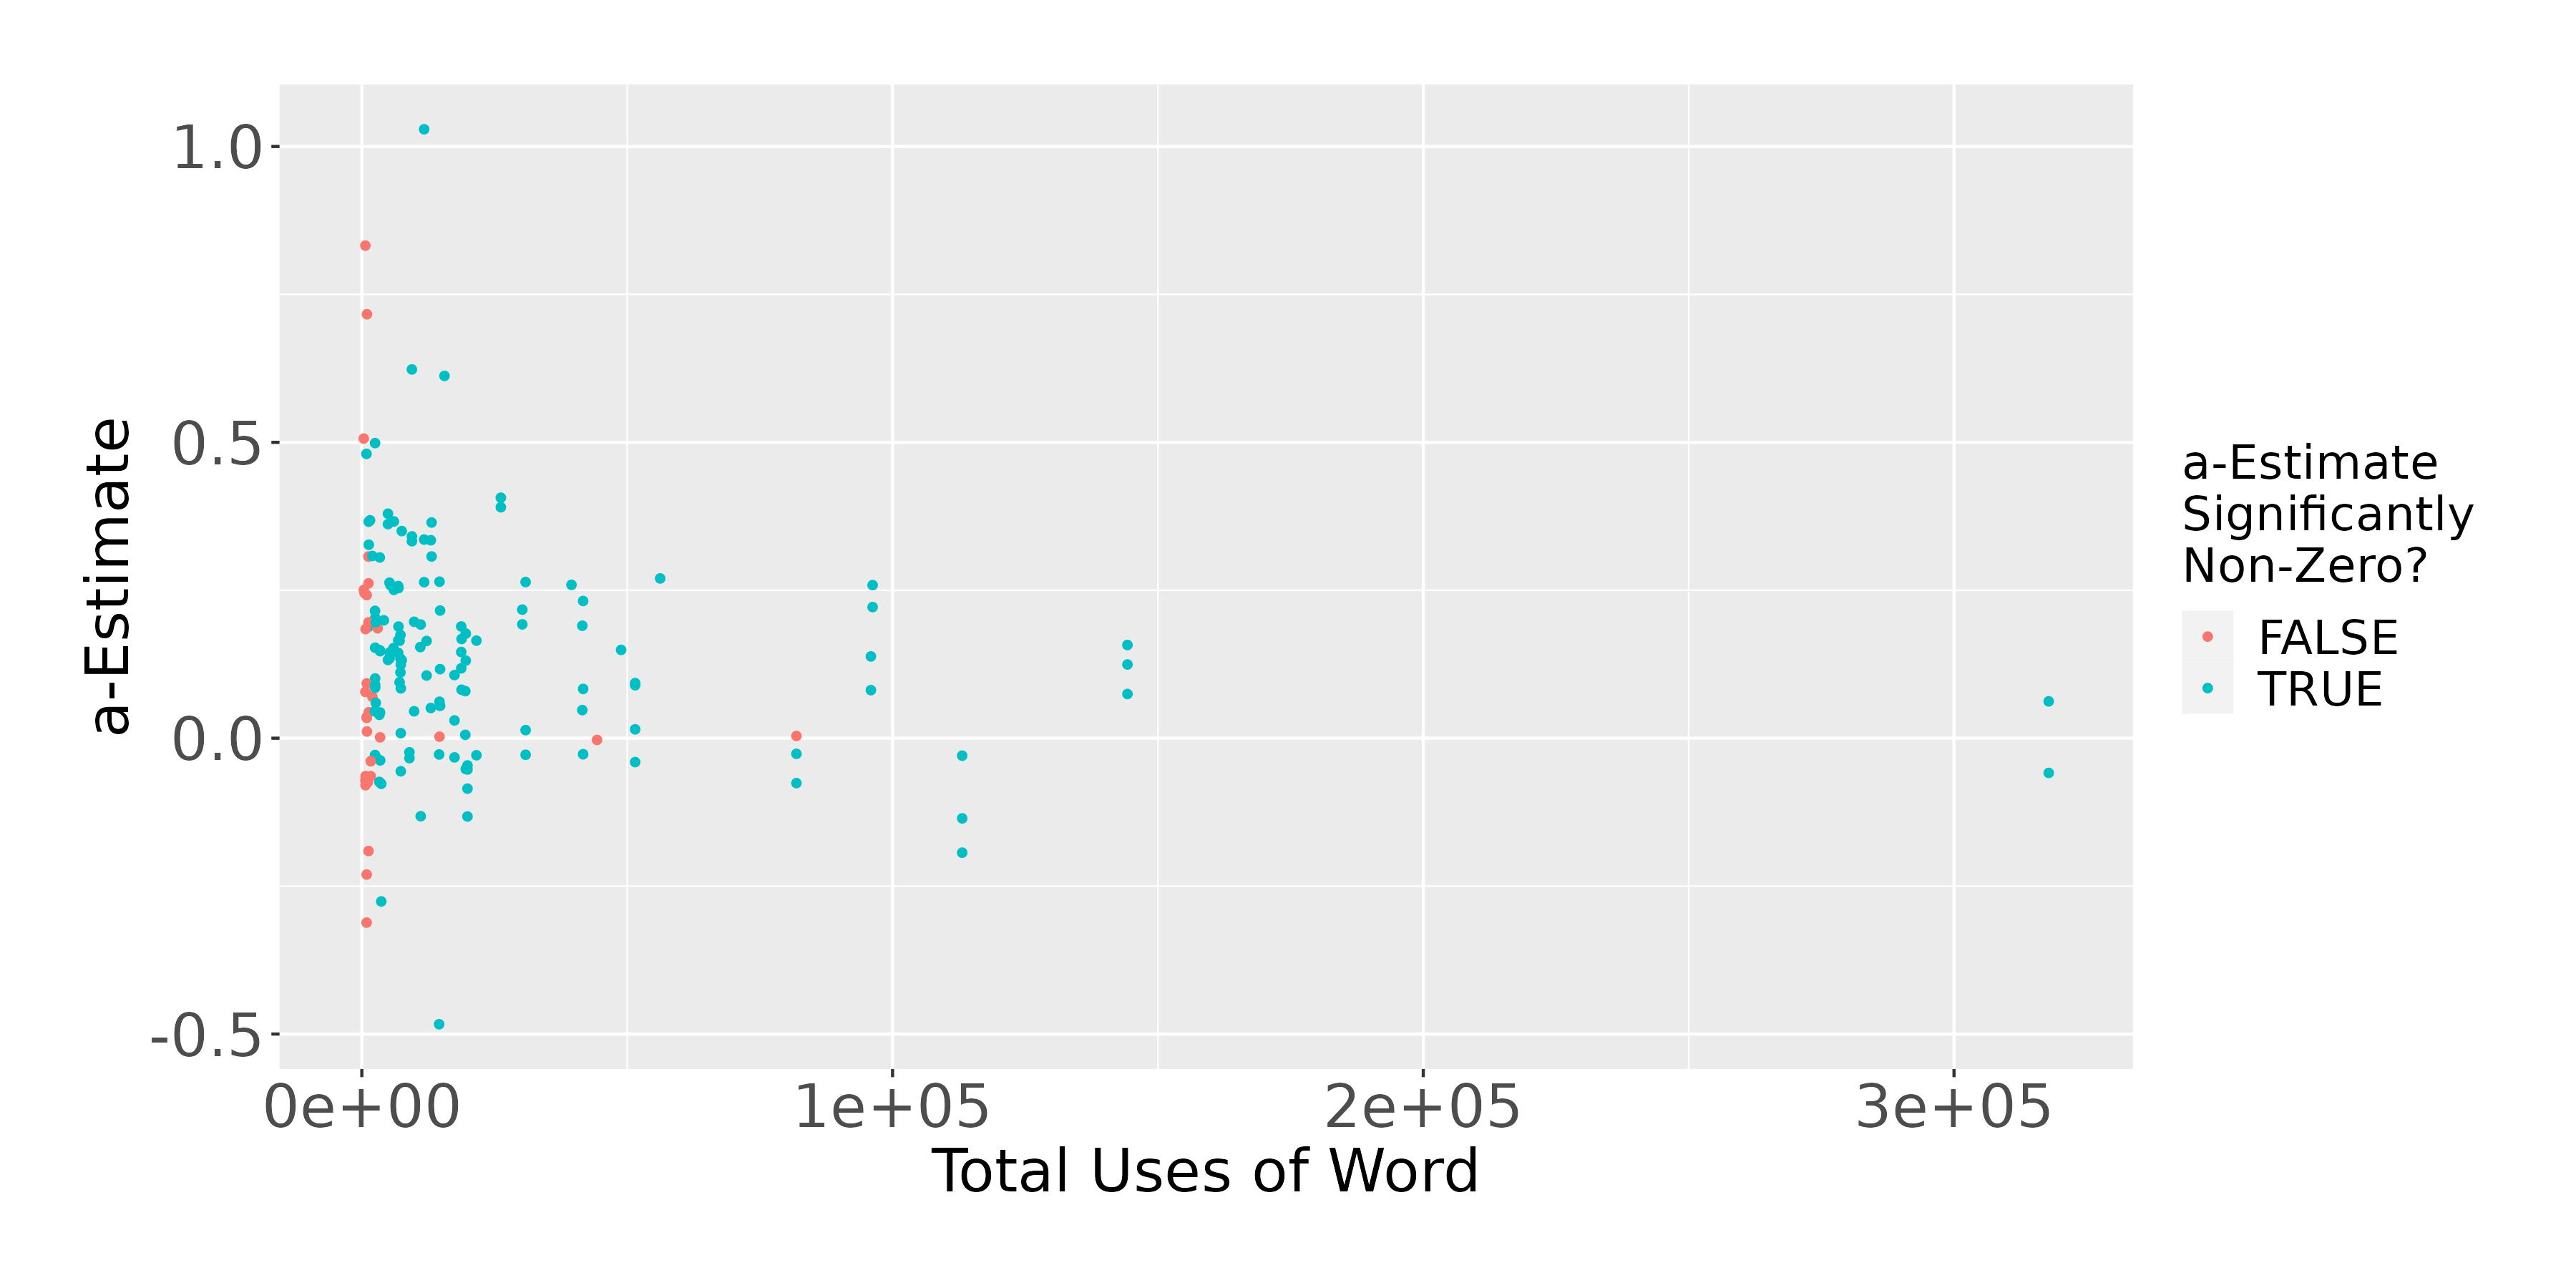 1.0
0.5
0.0
-0.5
a-Estimate
0e+00 1e+05 2e+05 3e+05
Total Uses of Word
a-Estimate
Significantly
Non-Zero?
FALSE
TRUE